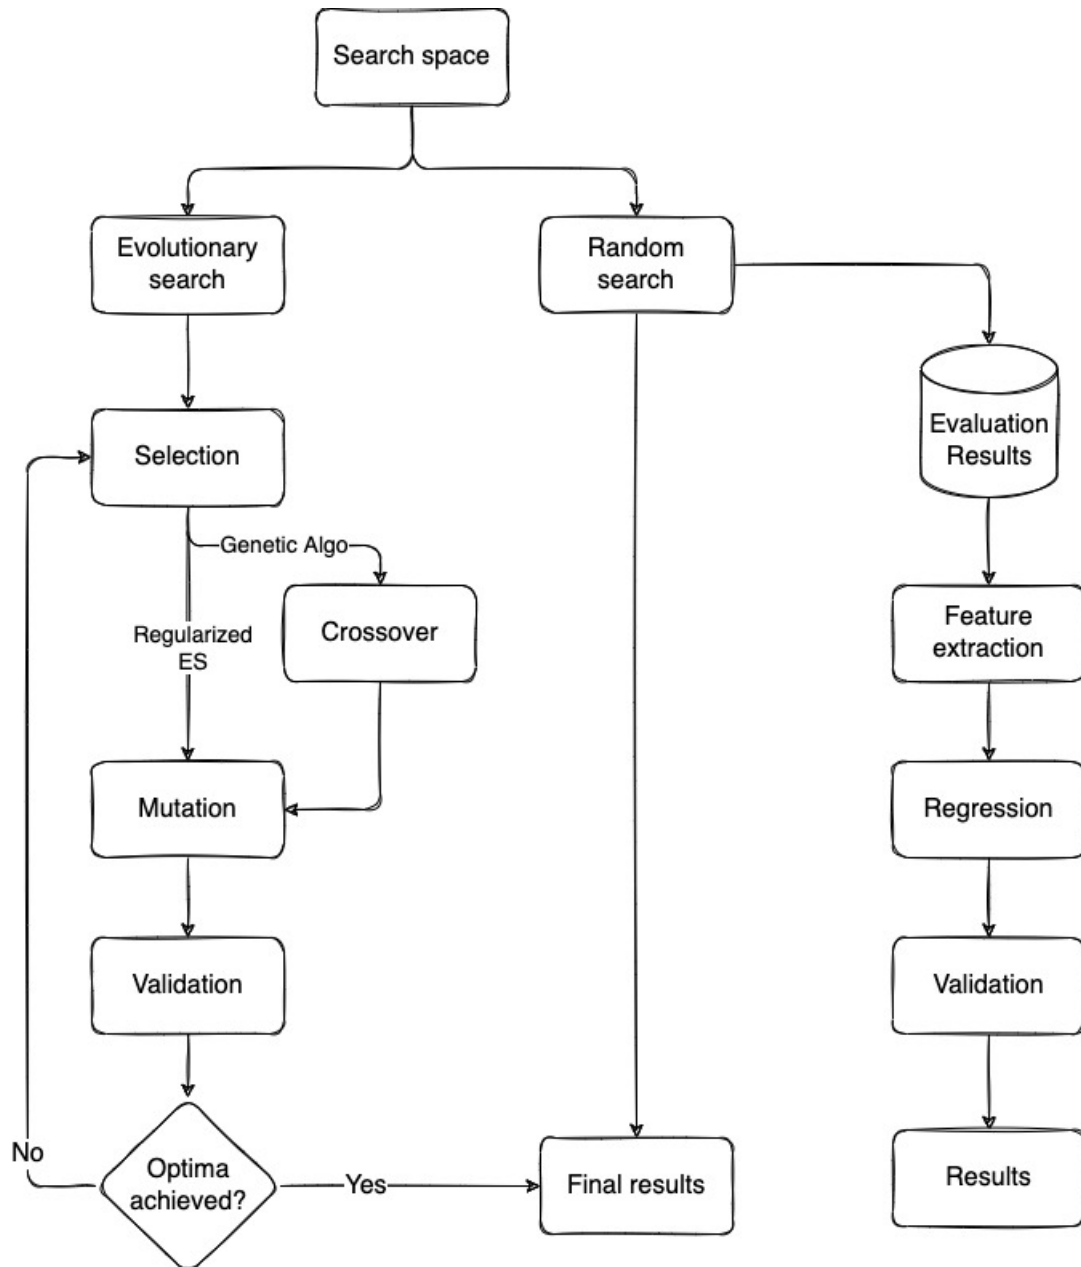 Search space
Evolutionary
search
Random
search
Evaluation
Results
Selection
Genetic Algo
Regularized
ES
Crossover
Feature
extraction
Mutation
Regression
Validation
Validation
No
Optima
achieved?
Yes
Final results
Results